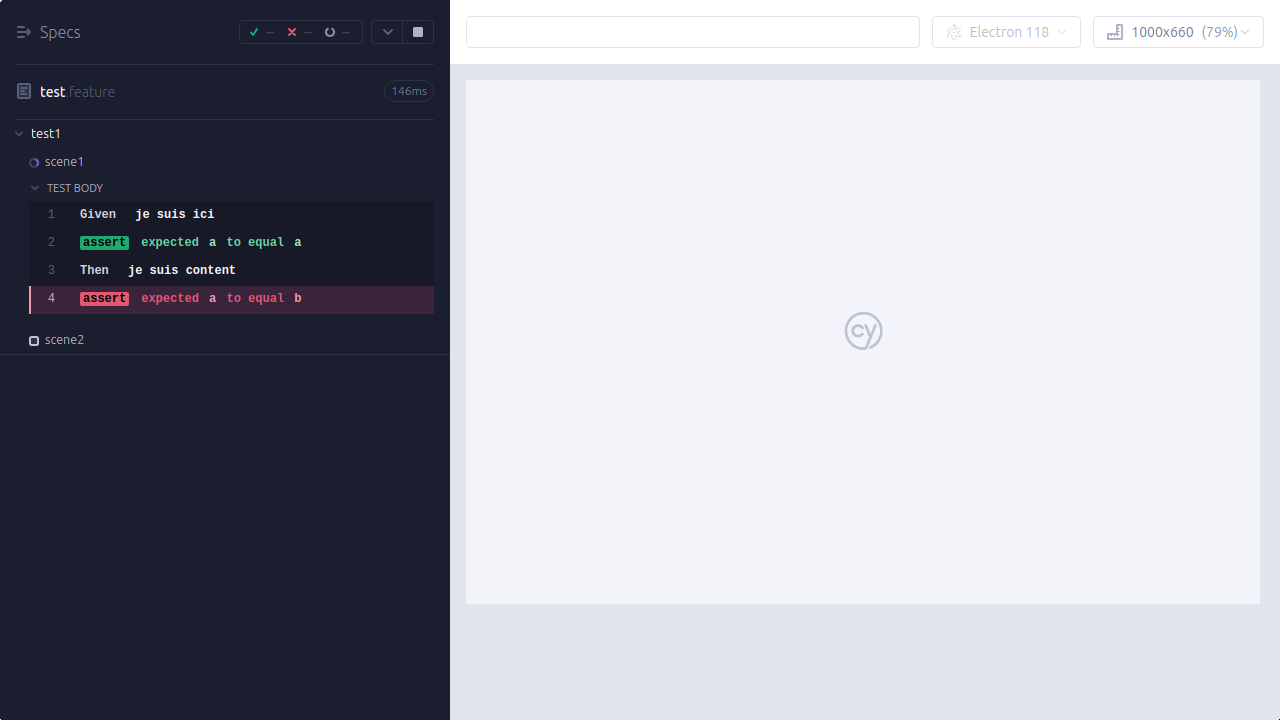 Specs -- -- --
test.feature 146ms
test1
scene1
TEST BODY
1 Given je suis ici
2 assert expected a to equal a
3 Then je suis content
4 assert expected a to equal b
scene2
Electron 118 1000x660 (79%)
cy